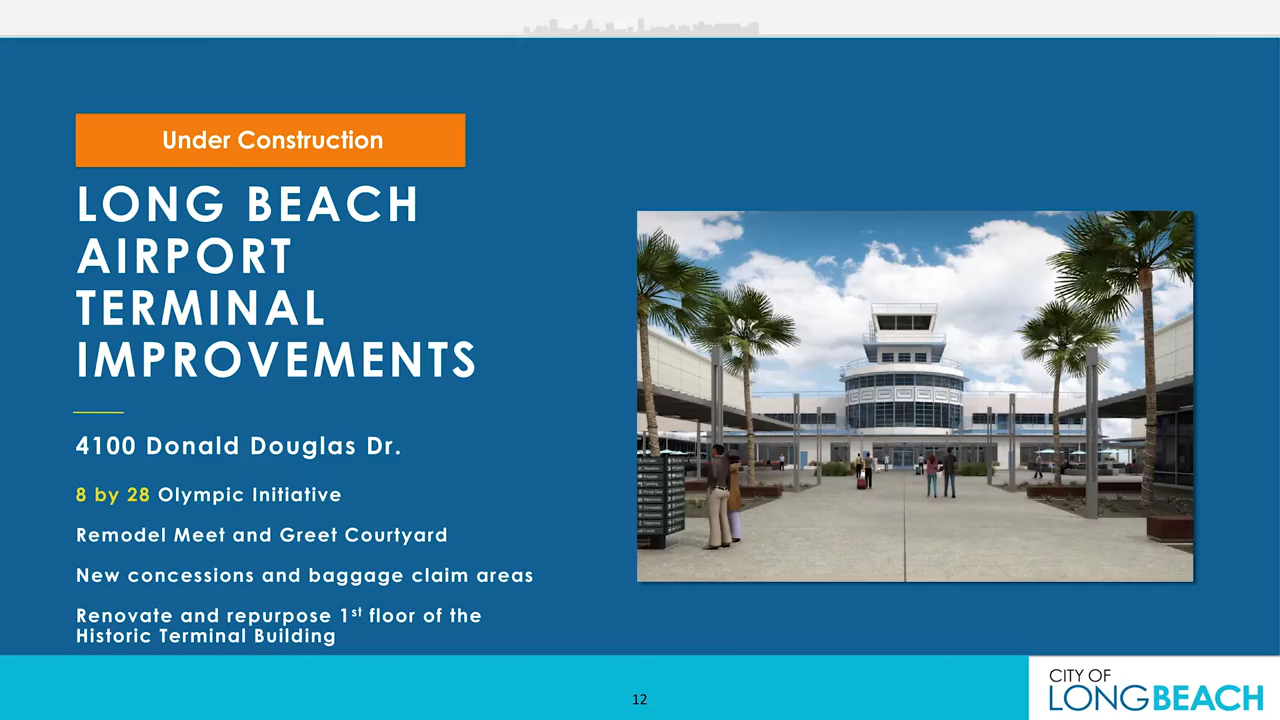 Under Construction
LONG BEACH
AIRPORT
TERMINAL
IMPROVEMENTS
4100 Donald Douglas Dr.
8 by 28 Olympic Initiative
Remodel Meet and Greet Courtyard
New concessions and baggage claim areas
Renovate and repurpose 1st floor of the
Historic Terminal Building
12
CITY OF
LONGBEACH